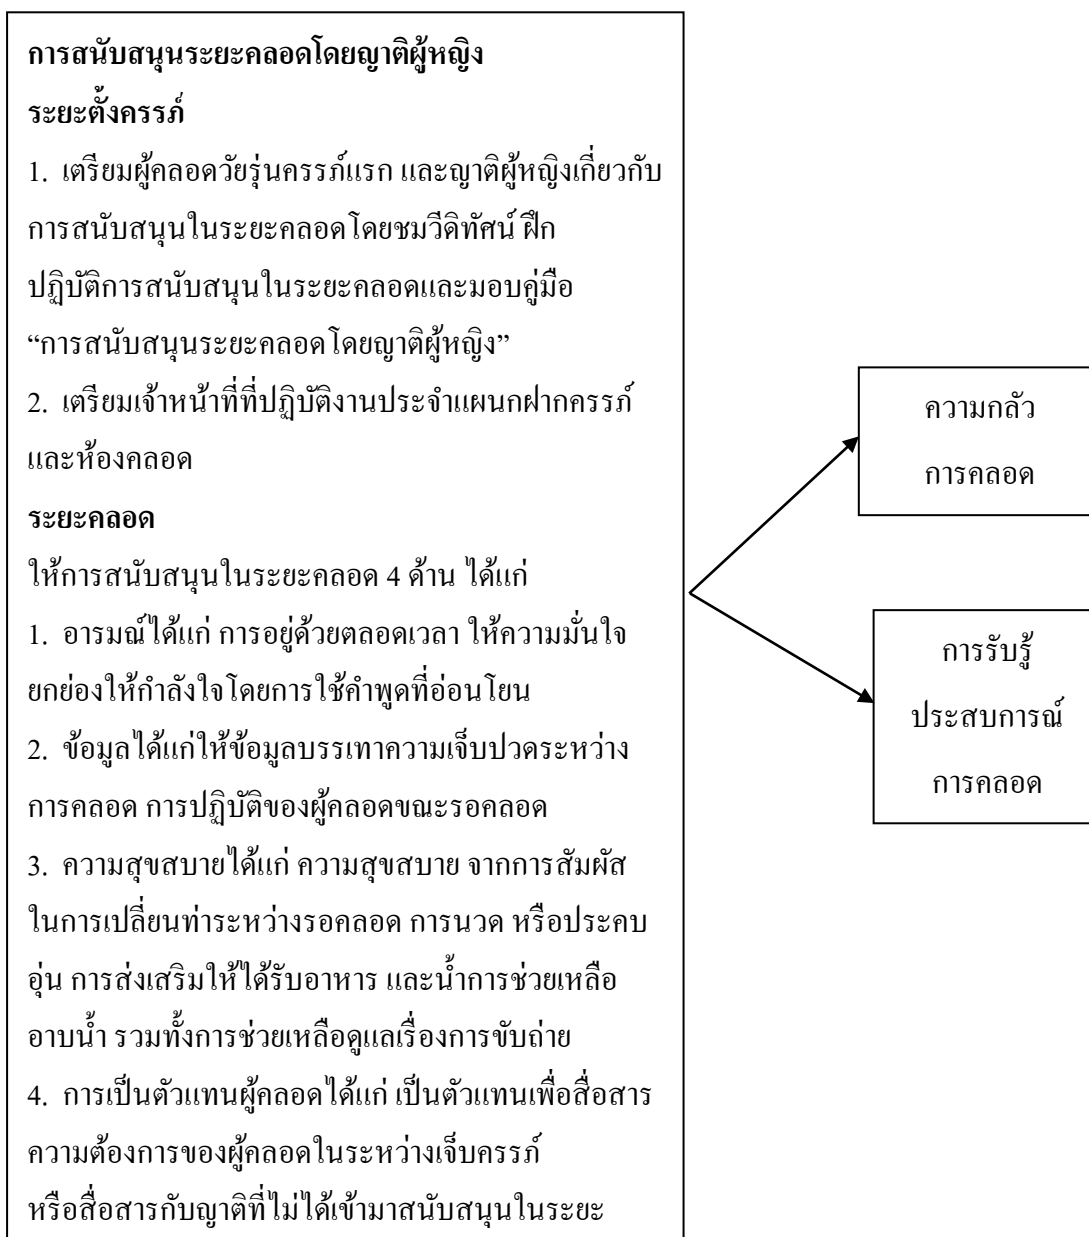 การสนับสนุนระยะคลอดโดยญาติผู้หญิง
ระยะตั้งครรภ์
1. เตรียมผู้คลอดวัยรุ่นครรภ์แรก และญาติผู้หญิงเกี่ยวกับ
การสนับสนุนในระยะคลอดโดยชมวีดิทัศน์ ฝึก
ปฏิบัติการสนับสนุนในระยะคลอดและมอบคู่มือ
“การสนับสนุนระยะคลอดโดยญาติผู้หญิง”
2. เตรียมเจ้าหน้าที่ที่ปฏิบัติงานประจำแผนกฝากครรภ์
และห้องคลอด
ระยะคลอด
ให้การสนับสนุนในระยะคลอด 4 ด้าน ได้แก่
1. อารมณ์ได้แก่ การอยู่ด้วยตลอดเวลา ให้ความมั่นใจ
ยกย่องให้กำลังใจโดยการใช้คำพูดที่อ่อนโยน
2. ข้อมูลได้แก่ให้ข้อมูลบรรเทาความเจ็บปวดระหว่าง
การคลอด การปฏิบัติของผู้คลอดขณะรอคลอด
3. ความสุขสบายได้แก่ ความสุขสบาย จากการสัมผัส
ในการเปลี่ยนท่าระหว่างรอคลอด การนวด หรือประคบ
อุ่น การส่งเสริมให้ได้รับอาหาร และน้ำการช่วยเหลือ
อาบน้ำ รวมทั้งการช่วยเหลือดูแลเรื่องการขับถ่าย
4. การเป็นตัวแทนผู้คลอดได้แก่ เป็นตัวแทนเพื่อสื่อสาร
ความต้องการของผู้คลอดในระหว่างเจ็บครรภ์
หรือสื่อสารกับญาติที่ไม่ได้เข้ามาสนับสนุนในระยะ
ความกลัว
การคลอด
การรับรู้
ประสบการณ์
การคลอด